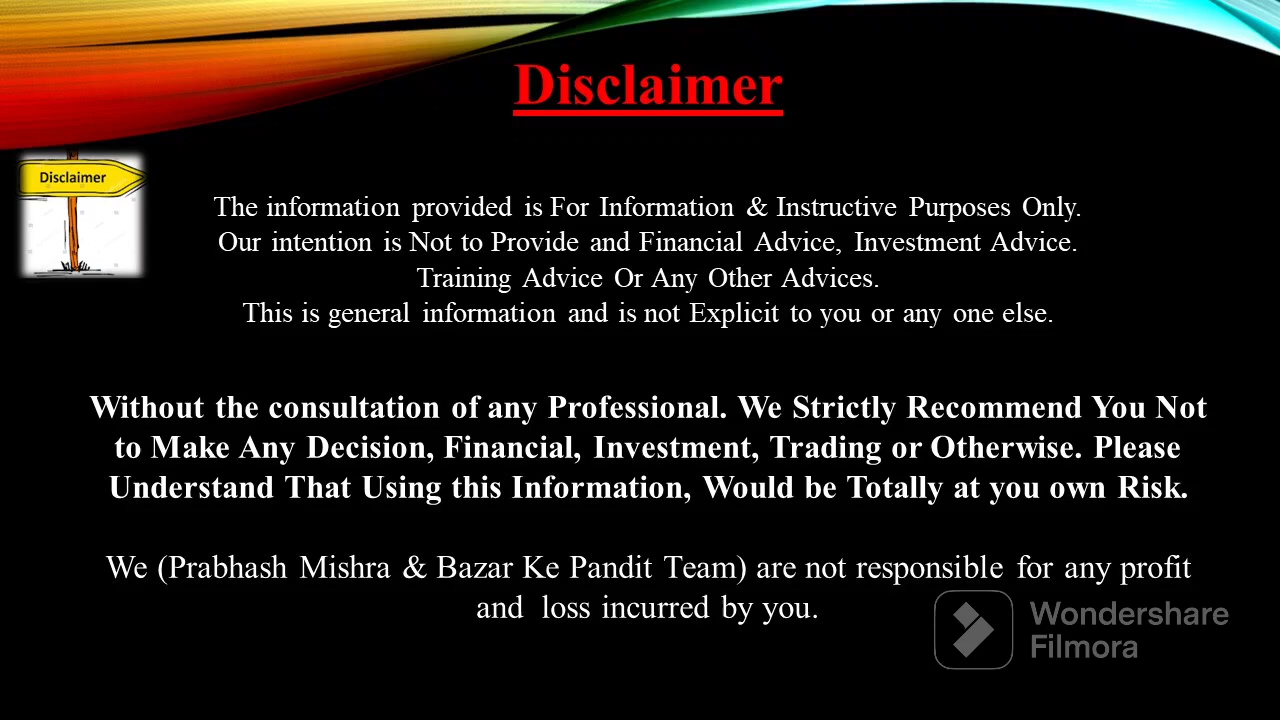 Disclaimer
Disclaimer
The information provided is For Information & Instructive Purposes Only.
Our intention is Not to Provide and Financial Advice, Investment Advice.
Training Advice Or Any Other Advices.
This is general information and is not Explicit to you or any one else.
Without the consultation of any Professional. We Strictly Recommend You Not
to Make Any Decision, Financial, Investment, Trading or Otherwise. Please
Understand That Using this Information, Would be Totally at you own Risk.
We (Prabhash Mishra & Bazar Ke Pandit Team) are not responsible for any profit
and loss incurred by you.
Wondershare
Filmora